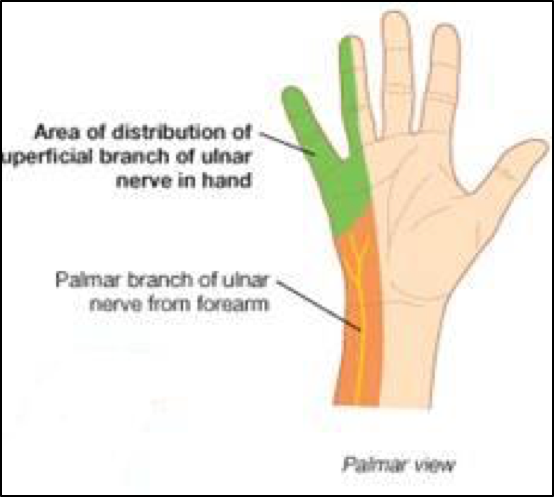 Area of distribution of
uperficial branch of ulnar
nerve in hand
Palmar branch of ulnar
nerve from forearm
Palmar view